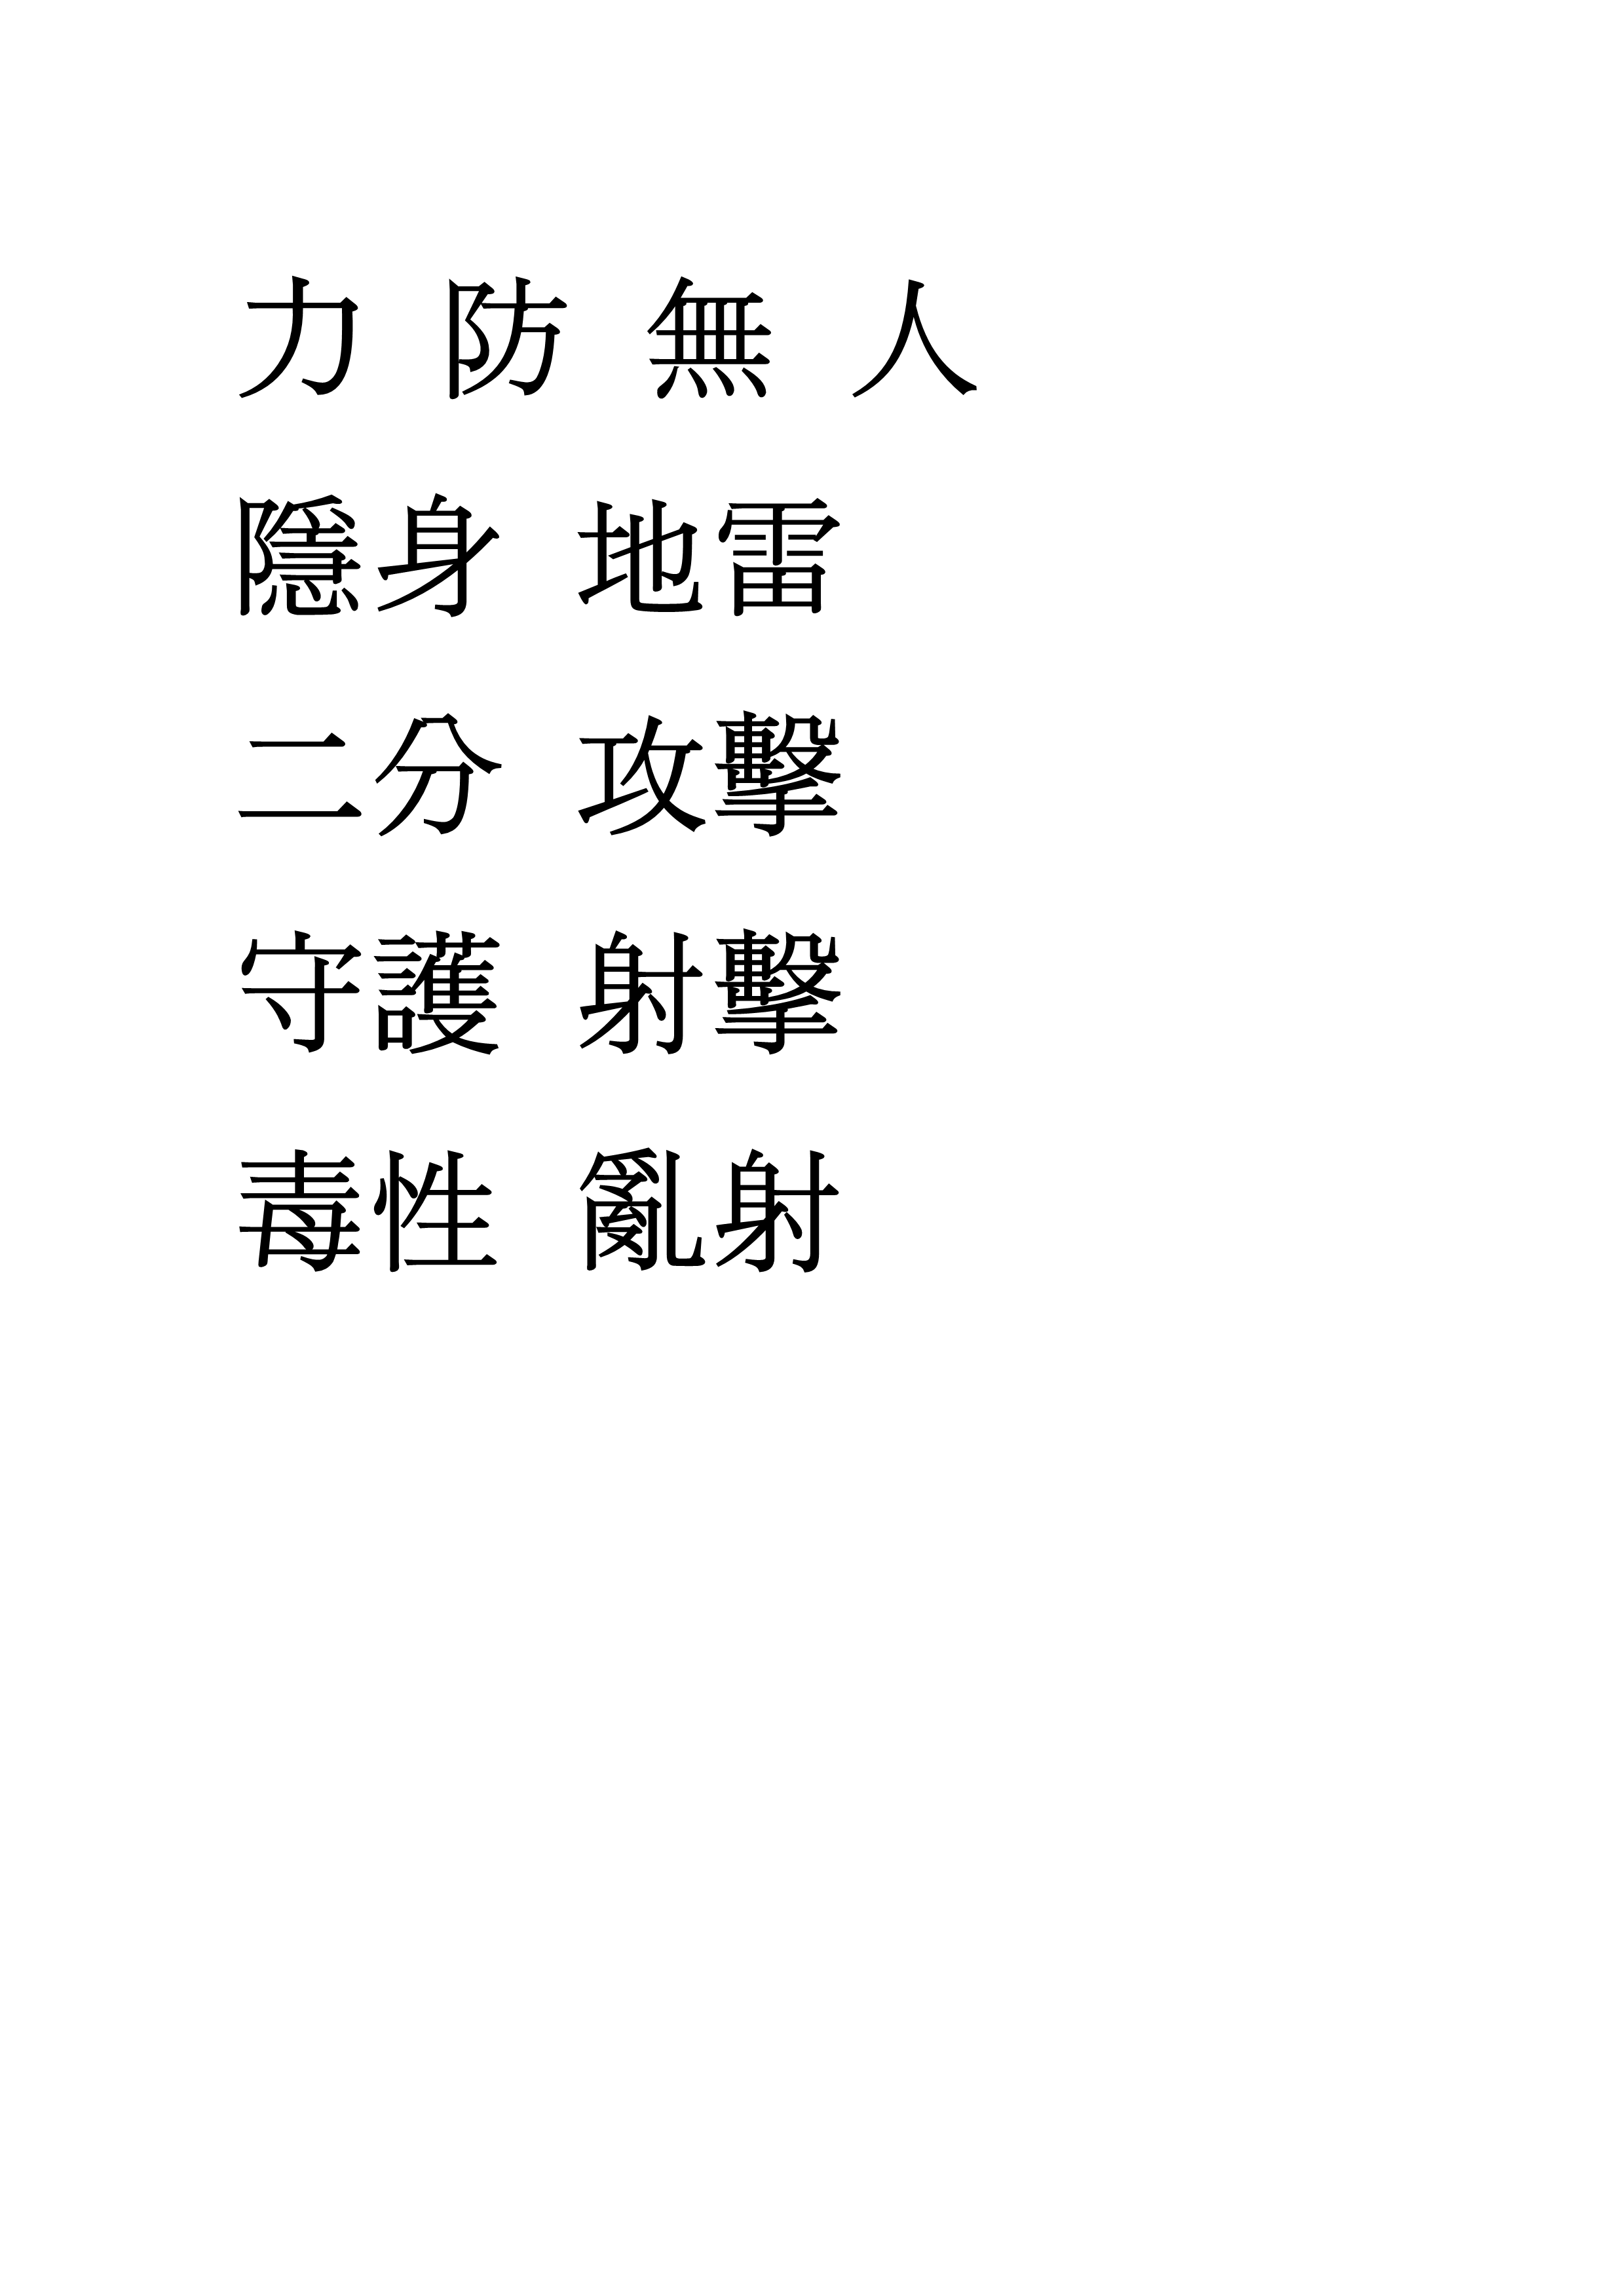 力 防 無 人
隱身 地雷
二分 攻擊
守護 射擊
毒性 亂射